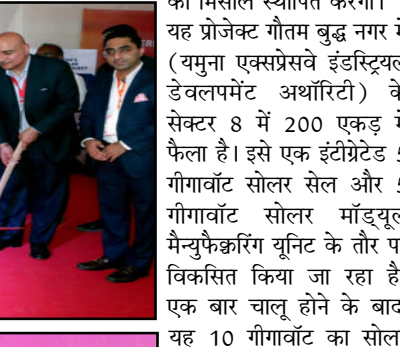 की मिसाल स्थापित करेगा।
यह प्रोजेक्ट गौतम बुद्ध नगर में
(यमुना एक्सप्रेसवे इंडस्ट्रियल
डेवलपमेंट अथॉरिटी) के
सेक्टर 8 में 200 एकड़ में
फैला है। इसे एक इंटीग्रेटेड 5
गीगावॉट सोलर सेल और 5
गीगावॉट सोलर मॉड्यूल
मैन्युफैक्चरिंग यूनिट के तौर पर
विकसित किया जा रहा है।
एक बार चालू होने के बाद
यह 10 गीगावॉट का सोलर